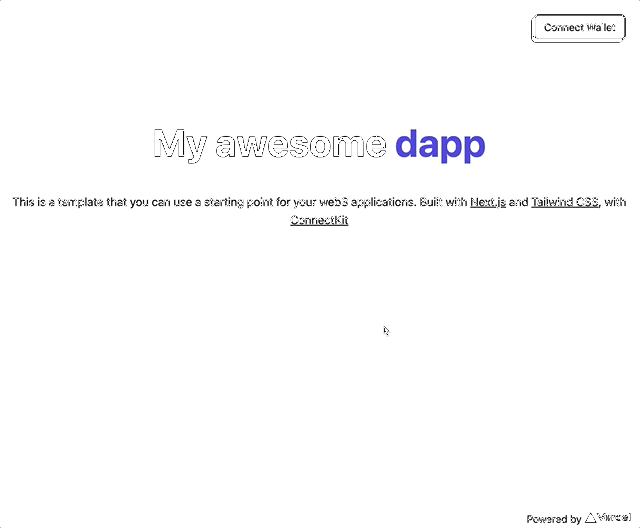 Connect Wallet
My awesome dapp
This is a template that you can use a starting point for your web3 applications. Built with Next.js and Tailwind CSS, with
ConnectKit
Powered by Vercel